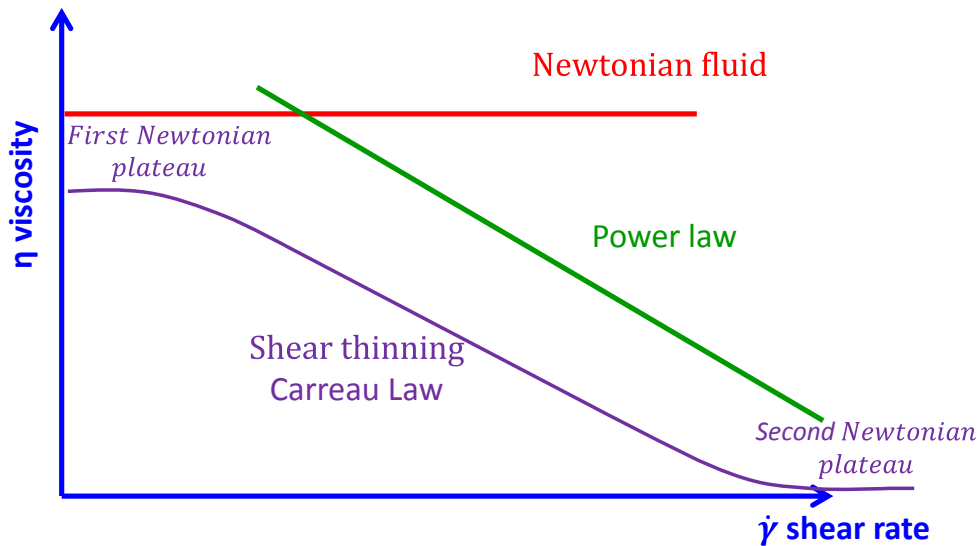 Newtonian fluid
First Newtonian
plateau
η viscosity
Power law
Shear thinning
Carreau Law
Second Newtonian
plateau
γ̇ shear rate